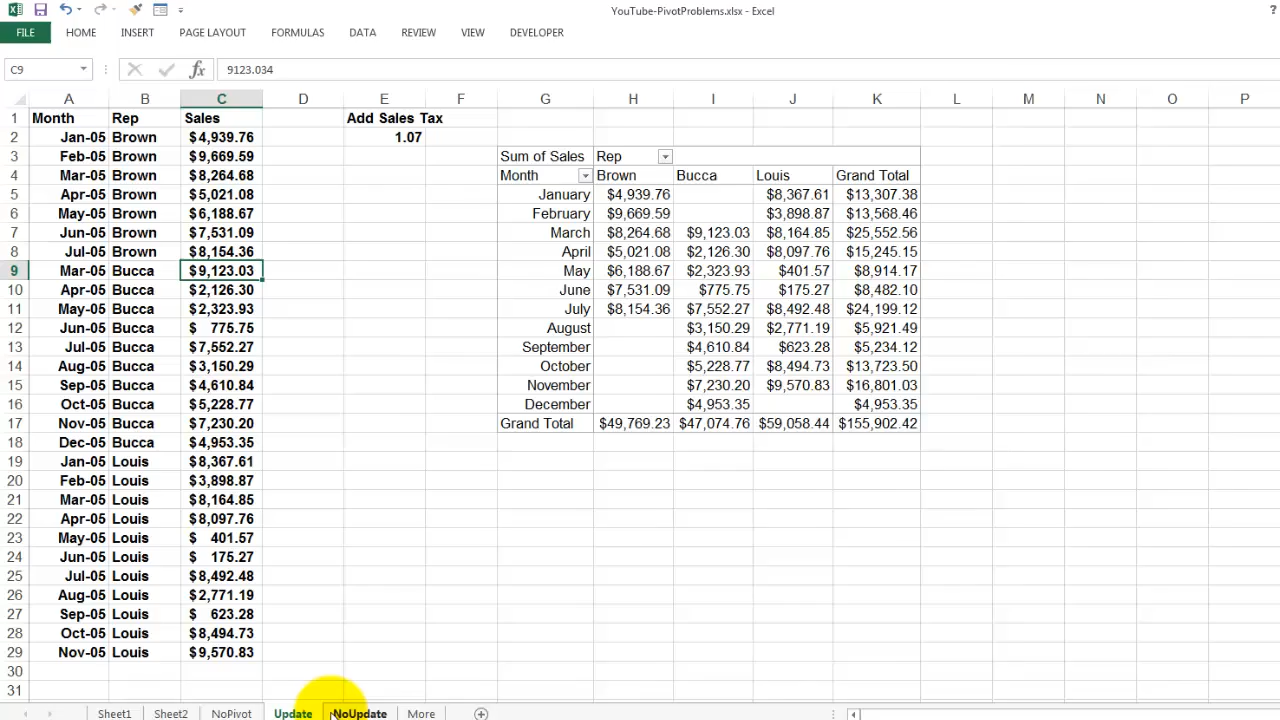 YouTube-PivotProblems.xlsx - Excel ?
FILE HOME INSERT PAGE LAYOUT FORMULAS DATA REVIEW VIEW DEVELOPER
C9 fx 9123.034
A B C D E F G H I J K L M N O P
1 Month Rep Sales Add Sales Tax
2 Jan-05 Brown $4,939.76 1.07
3 Feb-05 Brown $9,669.59 Sum of Sales Rep
4 Mar-05 Brown $8,264.68 Month Brown Bucca Louis Grand Total
5 Apr-05 Brown $5,021.08 January $4,939.76 $8,367.61 $13,307.38
6 May-05 Brown $6,188.67 February $9,669.59 $3,898.87 $13,568.46
7 Jun-05 Brown $7,531.09 March $8,264.68 $9,123.03 $8,164.85 $25,552.56
8 Jul-05 Brown $8,154.36 April $5,021.08 $2,126.30 $8,097.76 $15,245.15
9 Mar-05 Bucca $9,123.03 May $6,188.67 $2,323.93 $401.57 $8,914.17
10 Apr-05 Bucca $2,126.30 June $7,531.09 $775.75 $175.27 $8,482.10
11 May-05 Bucca $2,323.93 July $8,154.36 $7,552.27 $8,492.48 $24,199.12
12 Jun-05 Bucca $ 775.75 August $3,150.29 $2,771.19 $5,921.49
13 Jul-05 Bucca $7,552.27 September $4,610.84 $623.28 $5,234.12
14 Aug-05 Bucca $3,150.29 October $5,228.77 $8,494.73 $13,723.50
15 Sep-05 Bucca $4,610.84 November $7,230.20 $9,570.83 $16,801.03
16 Oct-05 Bucca $5,228.77 December $4,953.35 $4,953.35
17 Nov-05 Bucca $7,230.20 Grand Total $49,769.23 $47,074.76 $59,058.44 $155,902.42
18 Dec-05 Bucca $4,953.35
19 Jan-05 Louis $8,367.61
20 Feb-05 Louis $3,898.87
21 Mar-05 Louis $8,164.85
22 Apr-05 Louis $8,097.76
23 May-05 Louis $ 401.57
24 Jun-05 Louis $ 175.27
25 Jul-05 Louis $8,492.48
26 Aug-05 Louis $2,771.19
27 Sep-05 Louis $ 623.28
28 Oct-05 Louis $8,494.73
29 Nov-05 Louis $9,570.83
30
31
Sheet1 Sheet2 NoPivot Update NoUpdate More